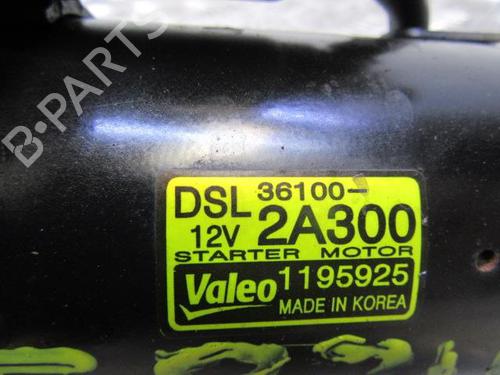 B-PARTS
DSL 36100-
12V 2A300
STARTER MOTOR
Valeo 1195925
MADE IN KOREA